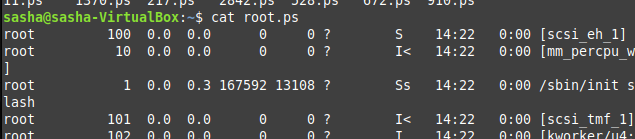 11.ps 1370.ps 217.ps 2842.ps 528.ps 672.ps 910.ps
sasha@sasha-VirtualBox:~$ cat root.ps
root 100 0.0 0.0 0 0 ? S 14:22 0:00 [scsi_eh_1]
root 10 0.0 0.0 0 0 ? I< 14:22 0:00 [mm_percpu_w
]
root 1 0.0 0.3 167592 13108 ? Ss 14:22 0:00 /sbin/init s
lash
root 101 0.0 0.0 0 0 ? I< 14:22 0:00 [scsi_tmf_1]
root 102 0.0 0.0 0 0 ? I 14:22 0:00 [kworker/u4: